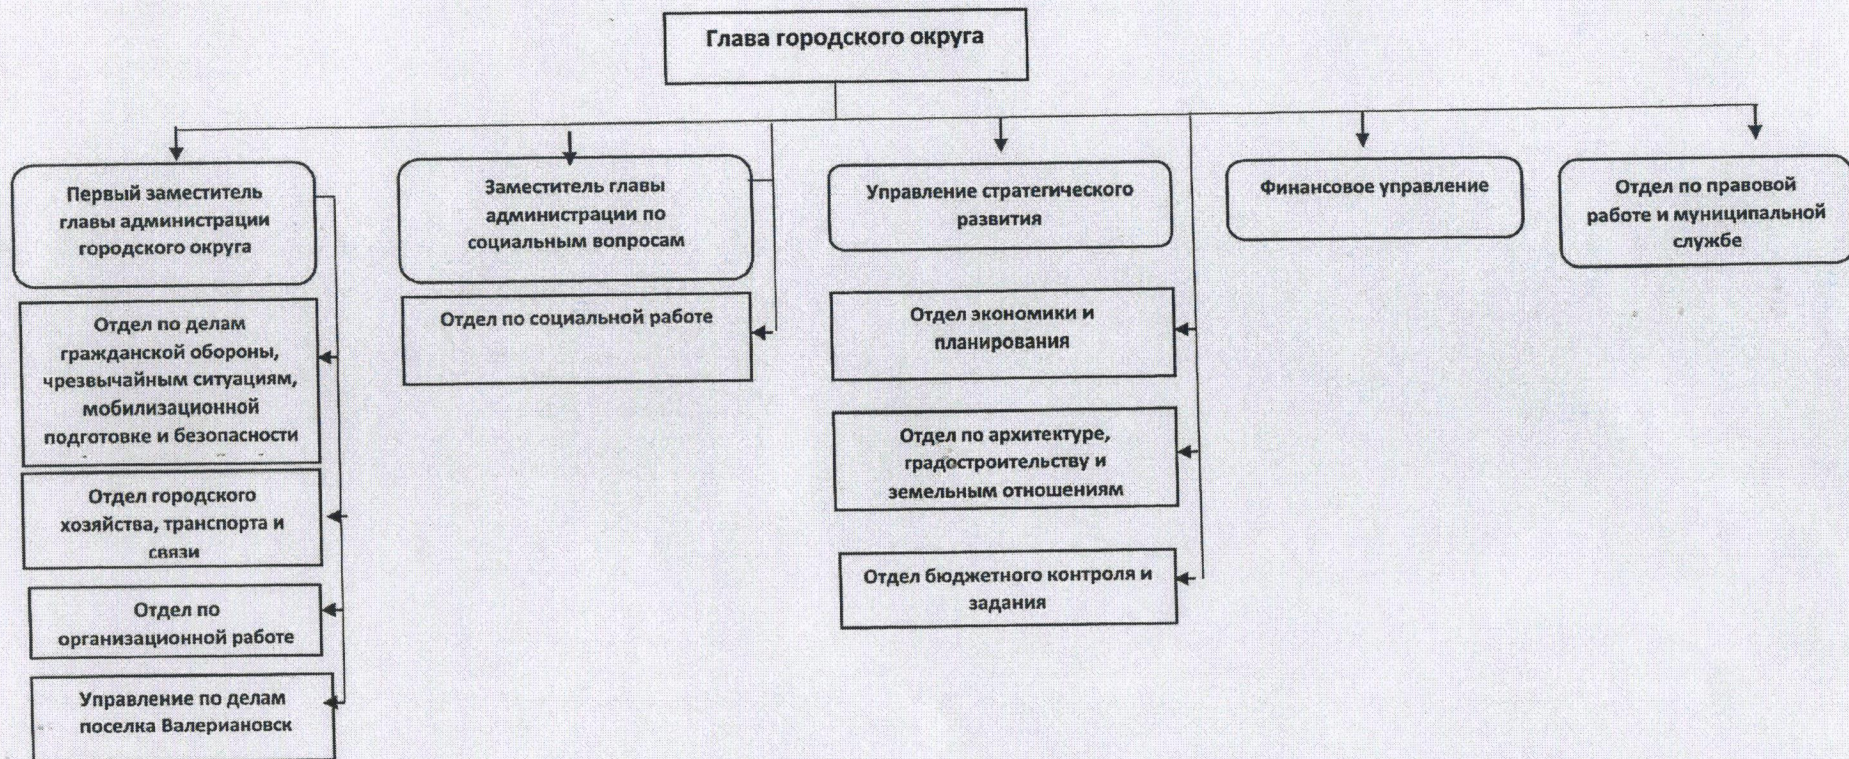 Глава городского округа
Первый заместитель
главы администрации
городского округа
Заместитель главы
администрации по
социальным вопросам
Управление стратегического
развития
Финансовое управление
Отдел по правовой
работе и муниципальной
службе
Отдел по делам
гражданской обороны,
чрезвычайным ситуациям,
мобилизационной
подготовке и безопасности
Отдел городского
хозяйства, транспорта и
связи
Отдел по
организационной работе
Управление по делам
поселка Валериановск
Отдел по социальной работе
Отдел экономики и
планирования
Отдел по архитектуре,
градостроительству и
земельным отношениям
Отдел бюджетного контроля и
задания